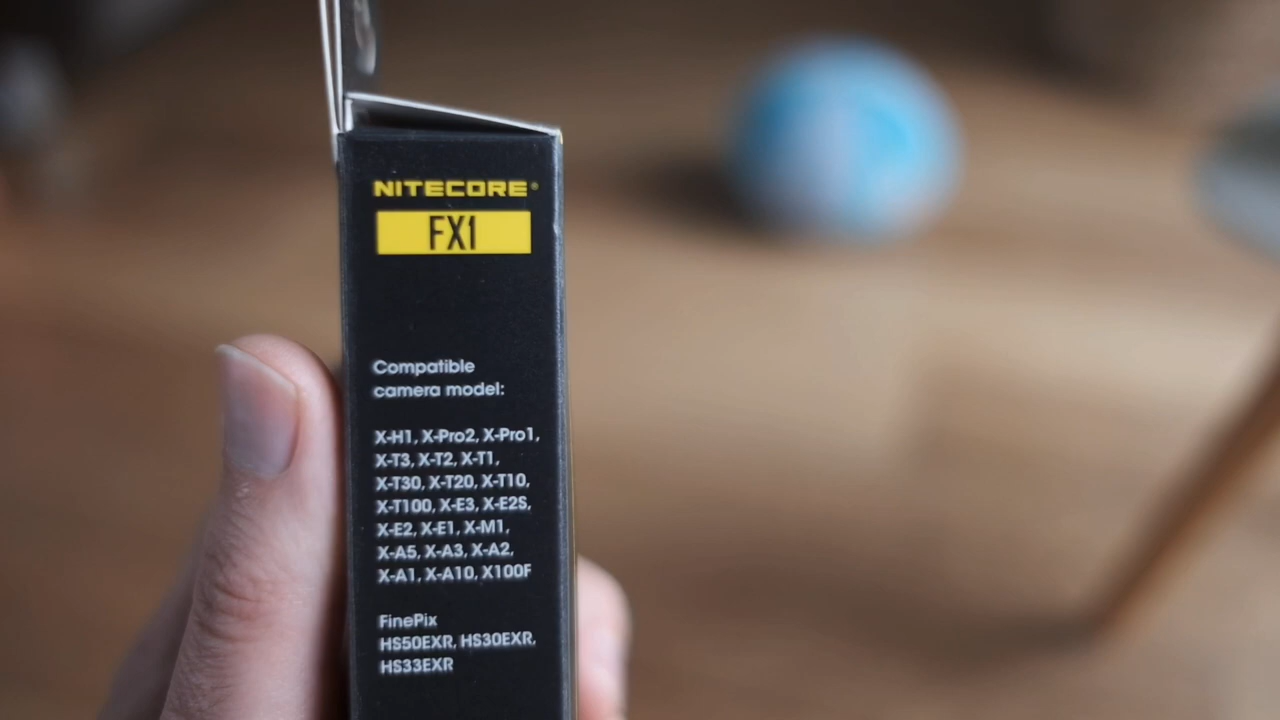 NITECORE®
FX1
Compatible
camera model:
X-H1, X-Pro2, X-Pro1,
X-T3, X-T2, X-T1,
X-T30, X-T20, X-T10,
X-T100, X-E3, X-E2S,
X-E2, X-E1, X-M1,
X-A5, X-A3, X-A2,
X-A1, X-A10, X100F
FinePix
HS50EXR, HS30EXR,
HS33EXR